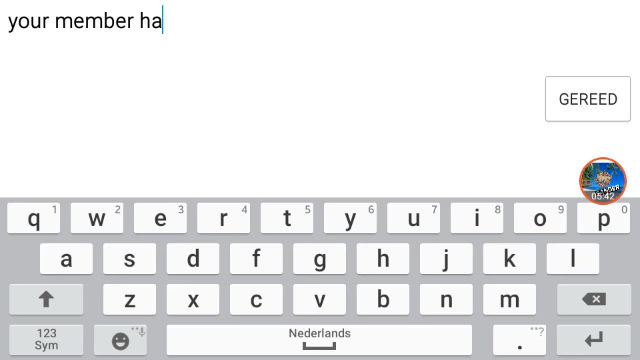 your member ha
GEREED
05:42
q 1 w 2 e 3 r 4 t 5 y 6 u 7 i 8 o 9 p 0
a s d f g h j k l
z x c v b n m
123
Sym
Nederlands
. ?